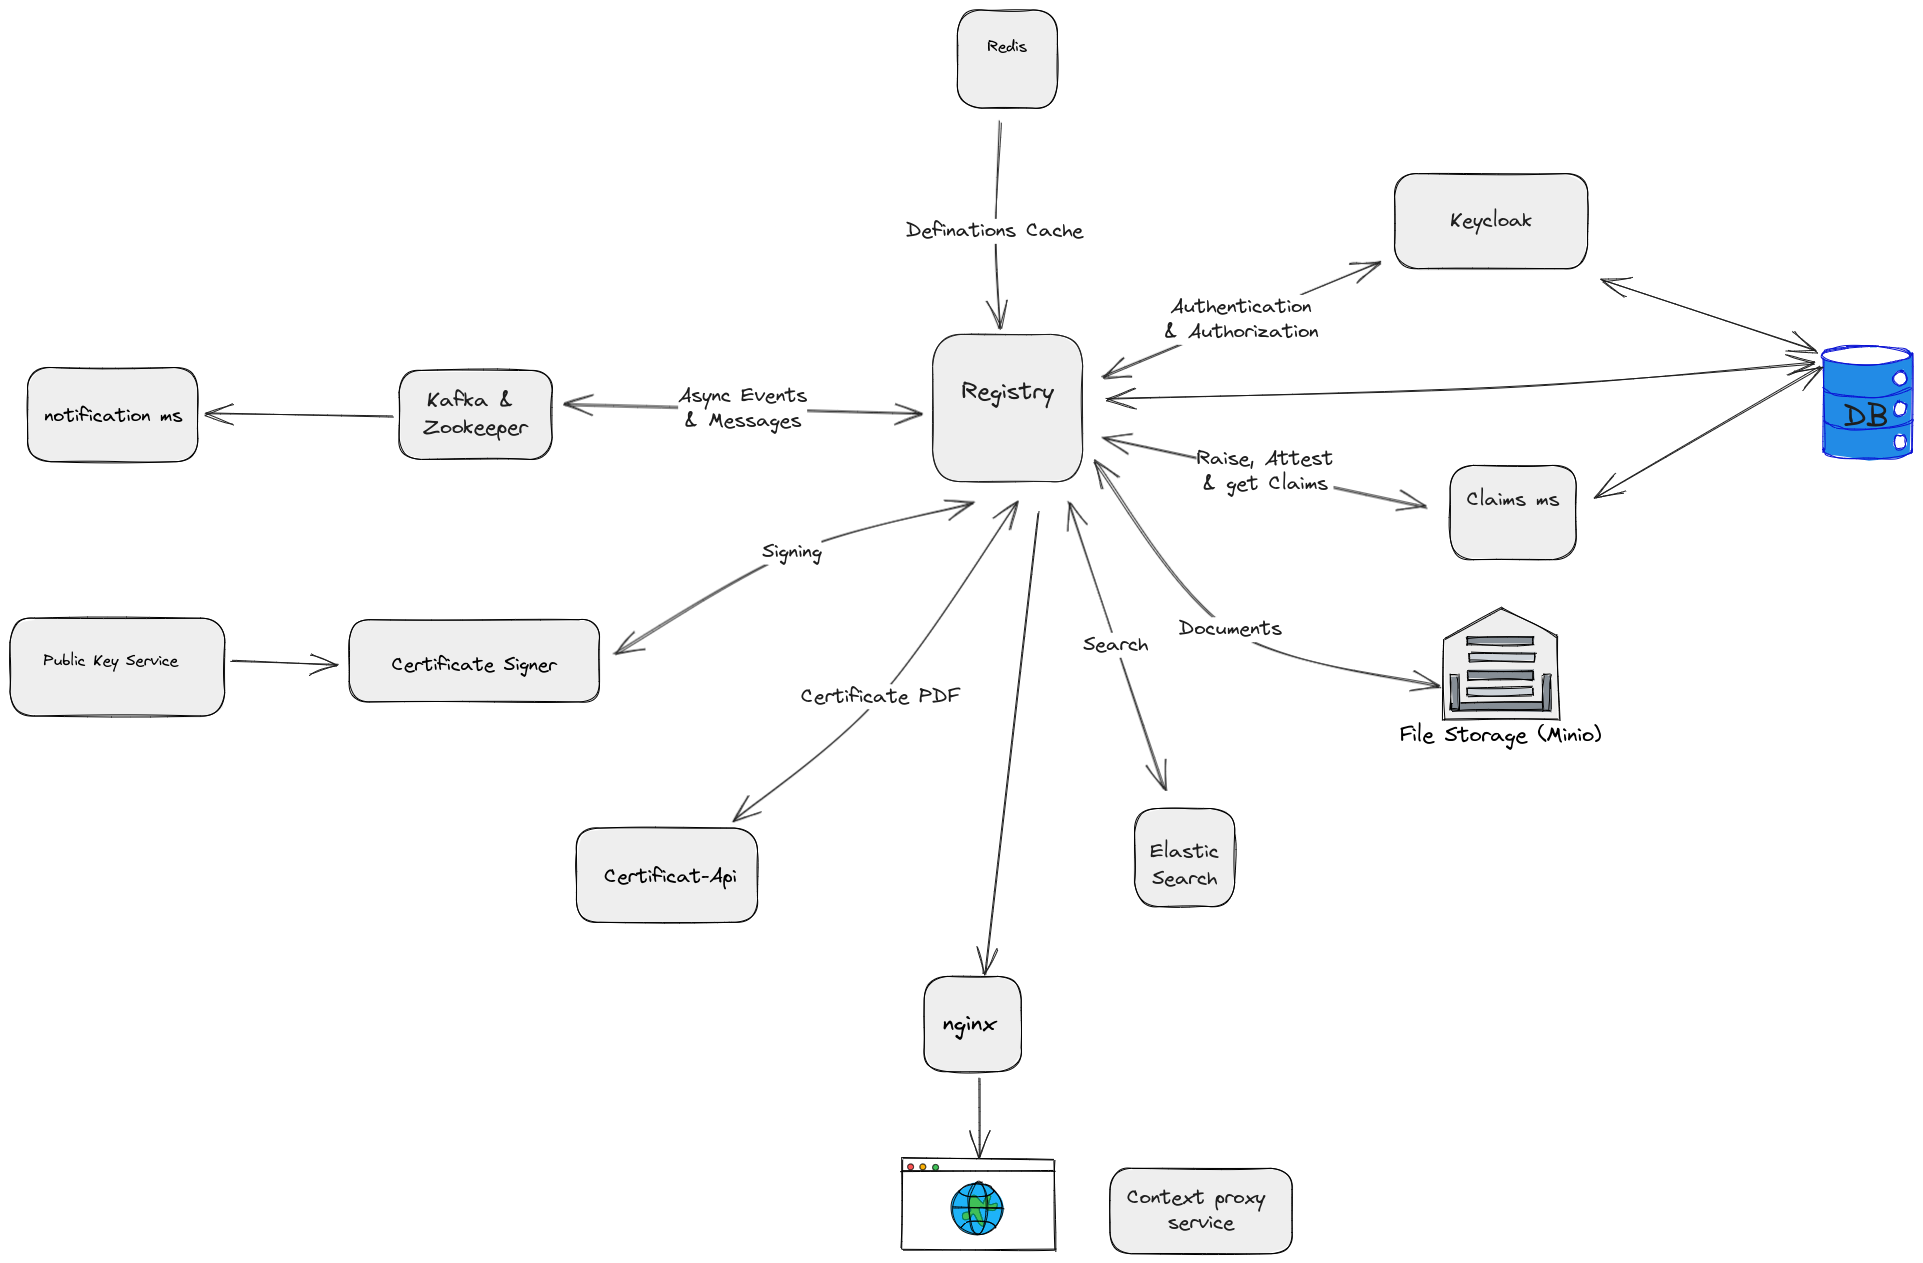 Redis
Definations Cache
Keycloak
Authentication
& Authorization
notification ms
Kafka &
Zookeeper
Async Events
& Messages
Registry
DB
Raise, Attest
& get Claims
Claims ms
Signing
Public Key Service
Certificate Signer
Certificate PDF
Search
Documents
File Storage (Minio)
Certificat-Api
Elastic
Search
nginx
Context proxy
service